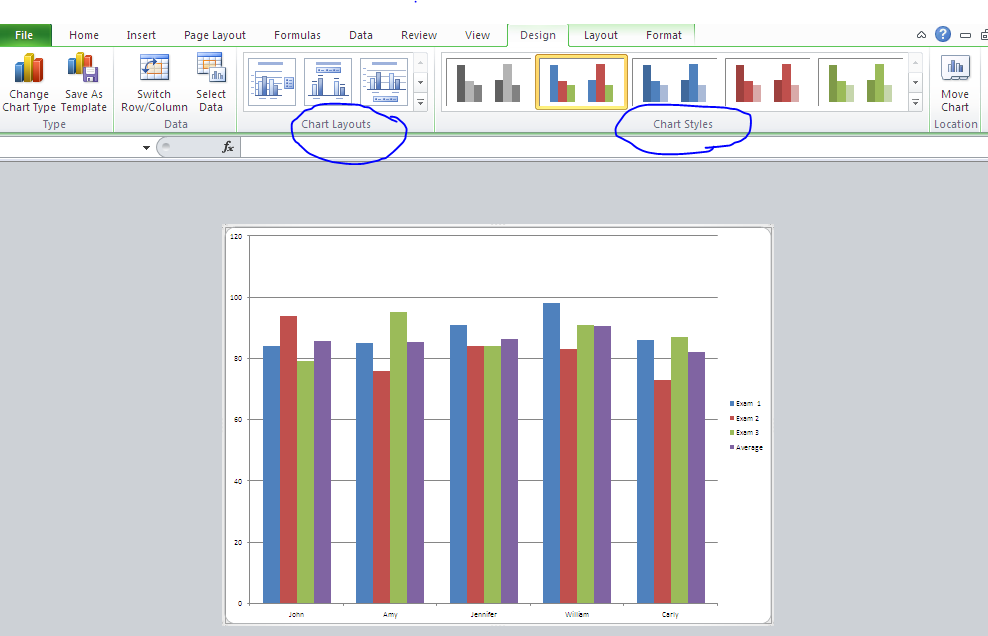 File Home Insert Page Layout Formulas Data Review View Design Layout Format
Change Chart Type
Save As Template
Switch Row/Column
Select Data
Move Chart
Type Data Chart Layouts Chart Styles Location
fx
120
100
80
60
40
20
0
John Amy Jennifer William Carly
Exam 1
Exam 2
Exam 3
Average